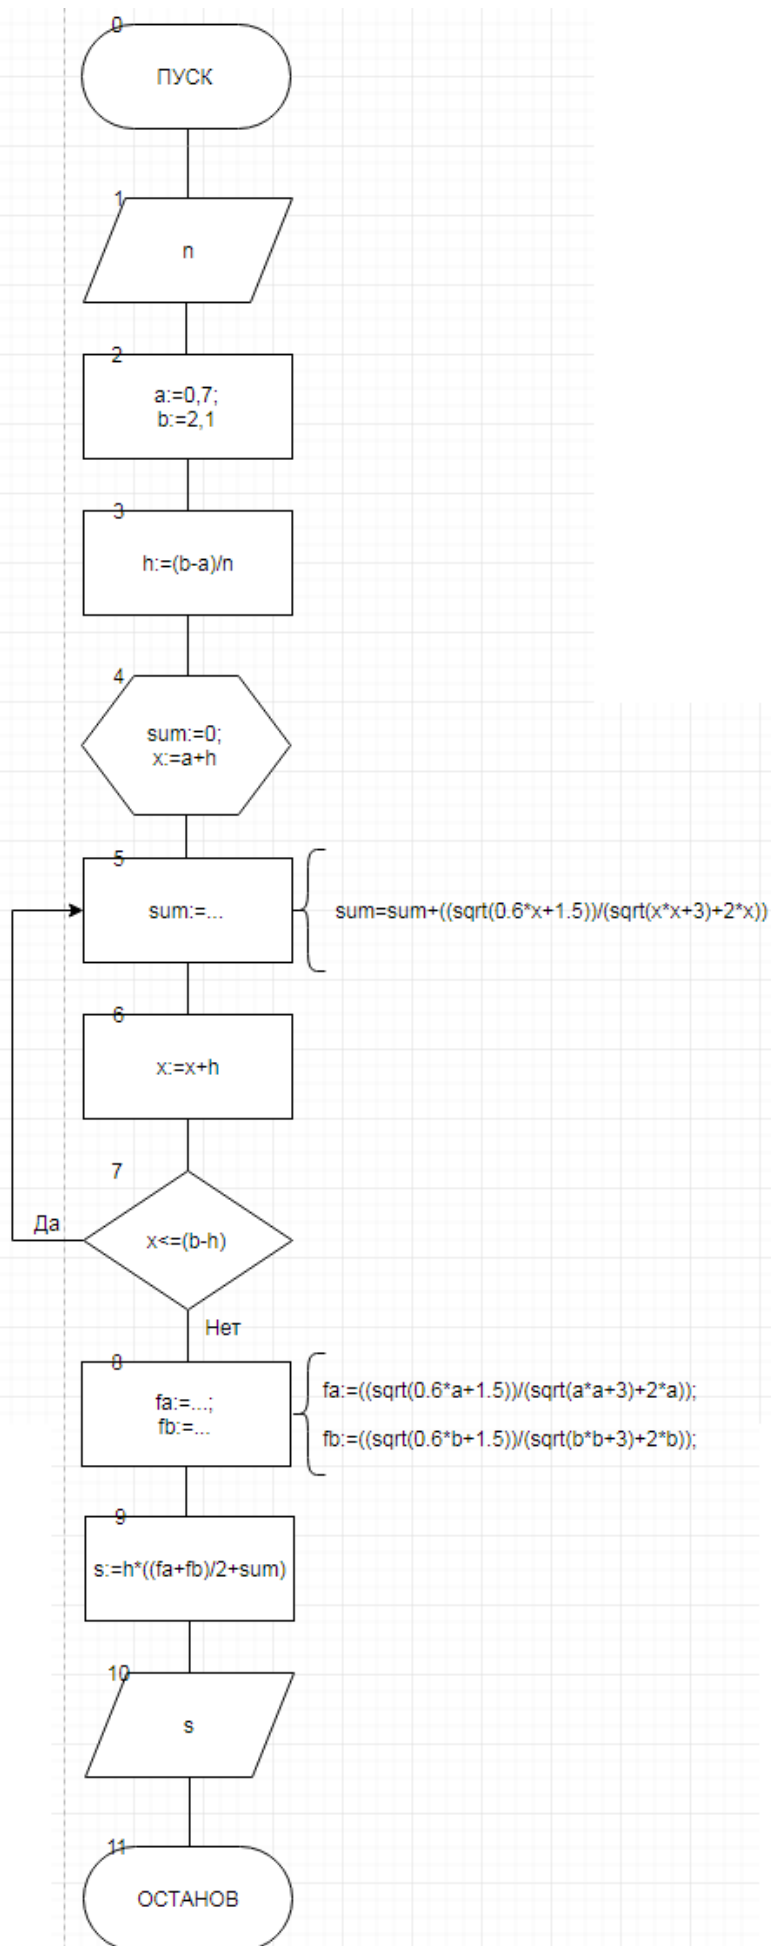 0
ПУСК
1
n
2
a:=0,7;
b:=2,1
3
h:=(b-a)/n
4
sum:=0;
x:=a+h
5
sum:=...
sum=sum+((sqrt(0.6*x+1.5))/(sqrt(x*x+3)+2*x))
6
x:=x+h
7
Да
x<=(b-h)
Нет
8
fa:=...;
fb:=...
fa:=((sqrt(0.6*a+1.5))/(sqrt(a*a+3)+2*a));
fb:=((sqrt(0.6*b+1.5))/(sqrt(b*b+3)+2*b));
9
s:=h*((fa+fb)/2+sum)
10
s
11
ОСТАНОВ